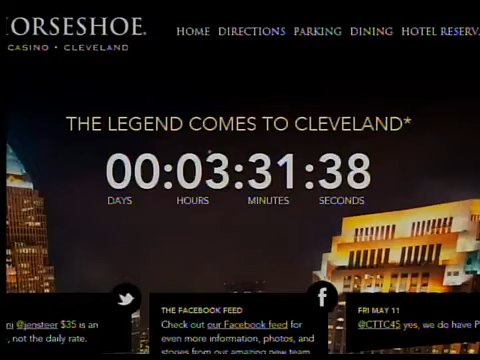 ORSESHOE
CASINO • CLEVELAND
HOME DIRECTIONS PARKING DINING HOTEL RESERVA
THE LEGEND COMES TO CLEVELAND*
00:03:31:38
DAYS HOURS MINUTES SECONDS
@jensteer $35 is an
, not the daily rate.
THE FACEBOOK FEED
Check out our Facebook feed for
even more information, photos, and
stories from our amazing new team
FRI MAY 11
@CTTC45 yes, we do have P